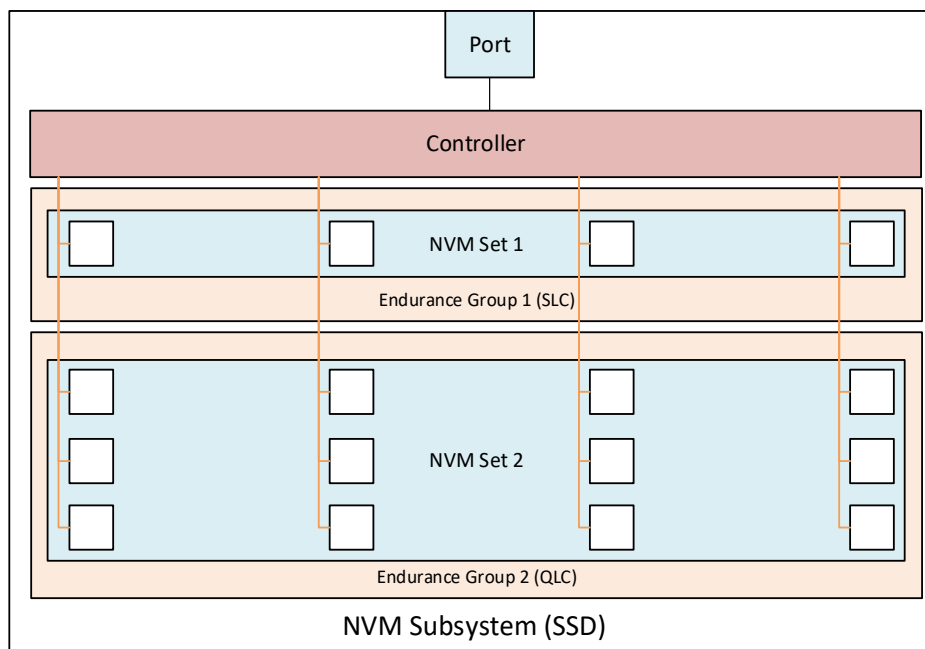 Port
Controller
NVM Set 1
Endurance Group 1 (SLC)
NVM Set 2
Endurance Group 2 (QLC)
NVM Subsystem (SSD)